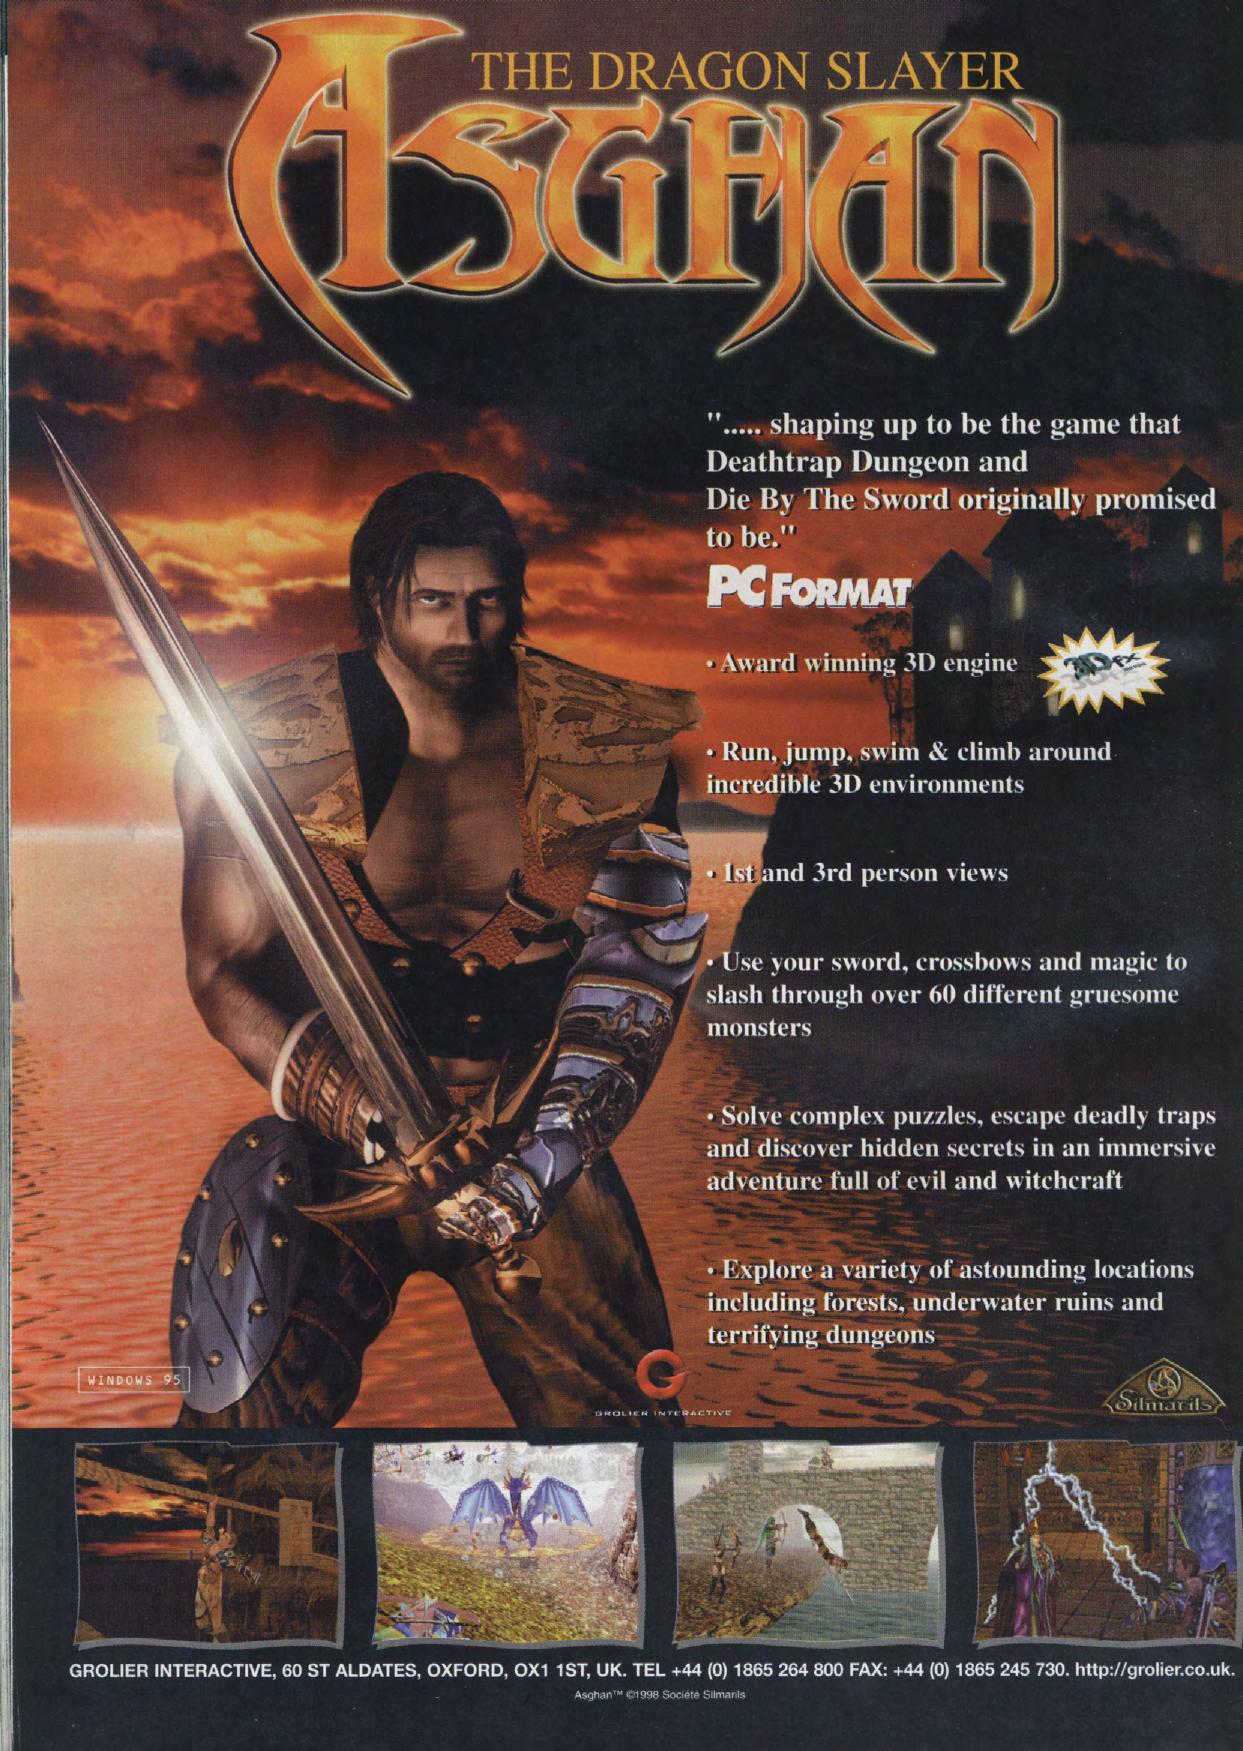 THE DRAGON SLAYER
ASGHAN
"..... shaping up to be the game that
Deathtrap Dungeon and
Die By The Sword originally promised
to be."
PC FORMAT
• Award winning 3D engine
3Dfx
• Run, jump, swim & climb around
incredible 3D environments
• 1st and 3rd person views
• Use your sword, crossbows and magic to
slash through over 60 different gruesome
monsters
• Solve complex puzzles, escape deadly traps
and discover hidden secrets in an immersive
adventure full of evil and witchcraft
• Explore a variety of astounding locations
including forests, underwater ruins and
terrifying dungeons
WINDOWS 95
GROLIER INTERACTIVE
Silmarils
GROLIER INTERACTIVE, 60 ST ALDATES, OXFORD, OX1 1ST, UK. TEL +44 (0) 1865 264 800 FAX: +44 (0) 1865 245 730. http://grolier.co.uk.
Asghan™ ©1998 Société Silmarils